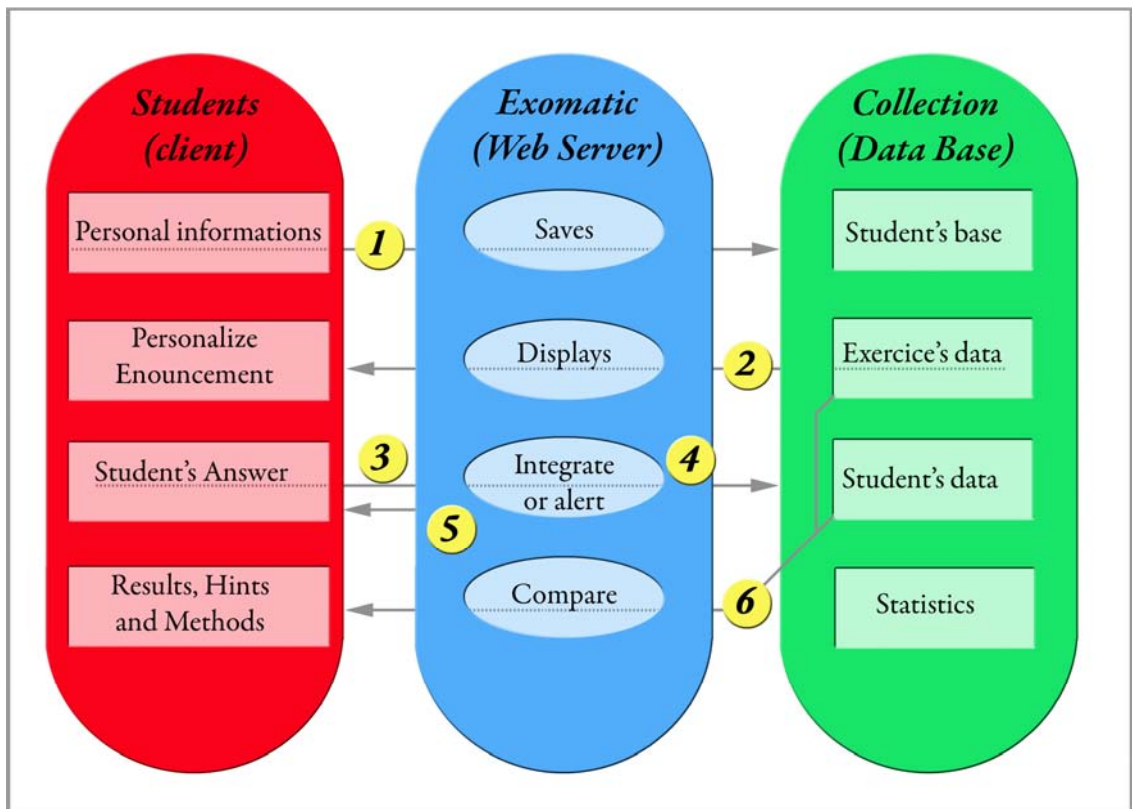 Students
(client)
Personal informations
Personalize
Enouncement
Student's Answer
Results, Hints
and Methods
1
3
5
Exomatic
(Web Server)
Saves
Displays
Integrate
or alert
Compare
2
4
6
Collection
(Data Base)
Student's base
Exercice's data
Student's data
Statistics